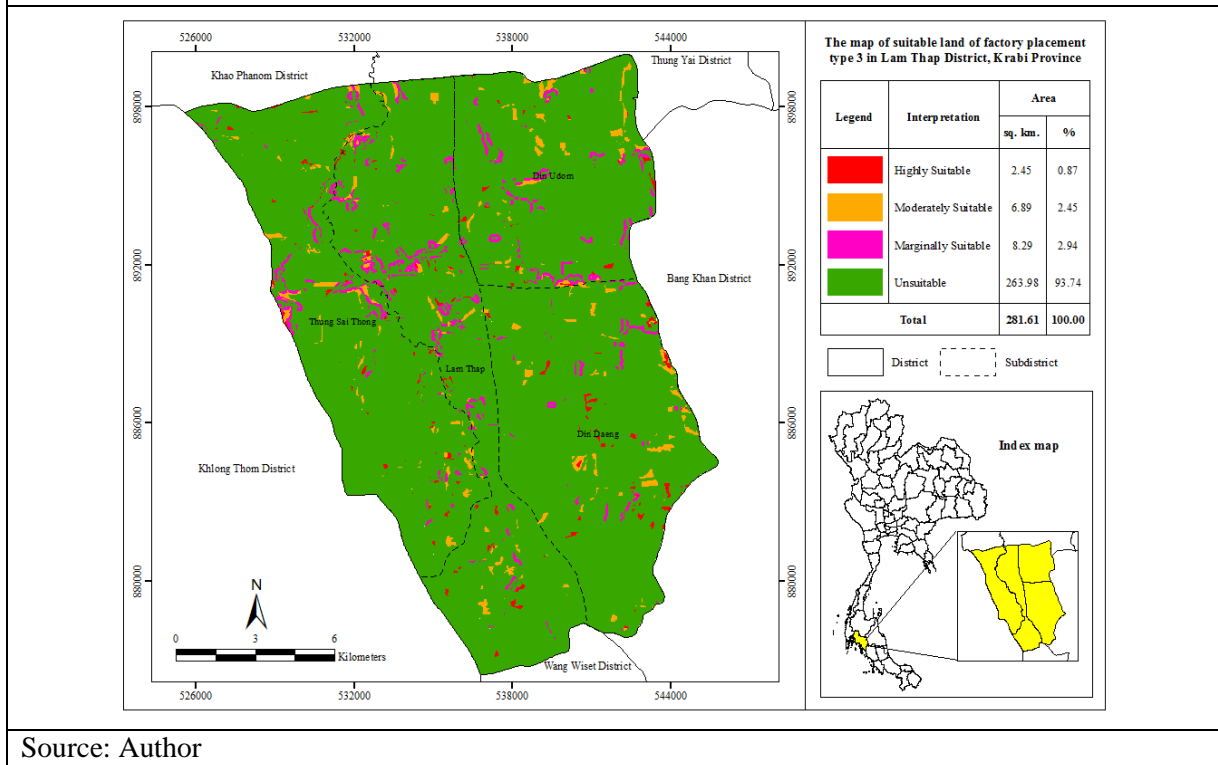 526000 532000 538000 544000
Khao Phanom District
Thung Yai District
898000 898000
Din Udom
892000 892000
Bang Khan District
Thung Sai Thong
Lam Thap
886000 886000
Din Daeng
Khlong Thom District
880000 880000
N
0 3 6
Kilometers
Wang Wiset District
526000 532000 538000 544000
The map of suitable land of factory placement
type 3 in Lam Thap District, Krabi Province
Legend Interpretation Area
sq. km. %
Highly Suitable 2.45 0.87
Moderately Suitable 6.89 2.45
Marginally Suitable 8.29 2.94
Unsuitable 263.98 93.74
Total 281.61 100.00
District Subdistrict
Index map
Source: Author